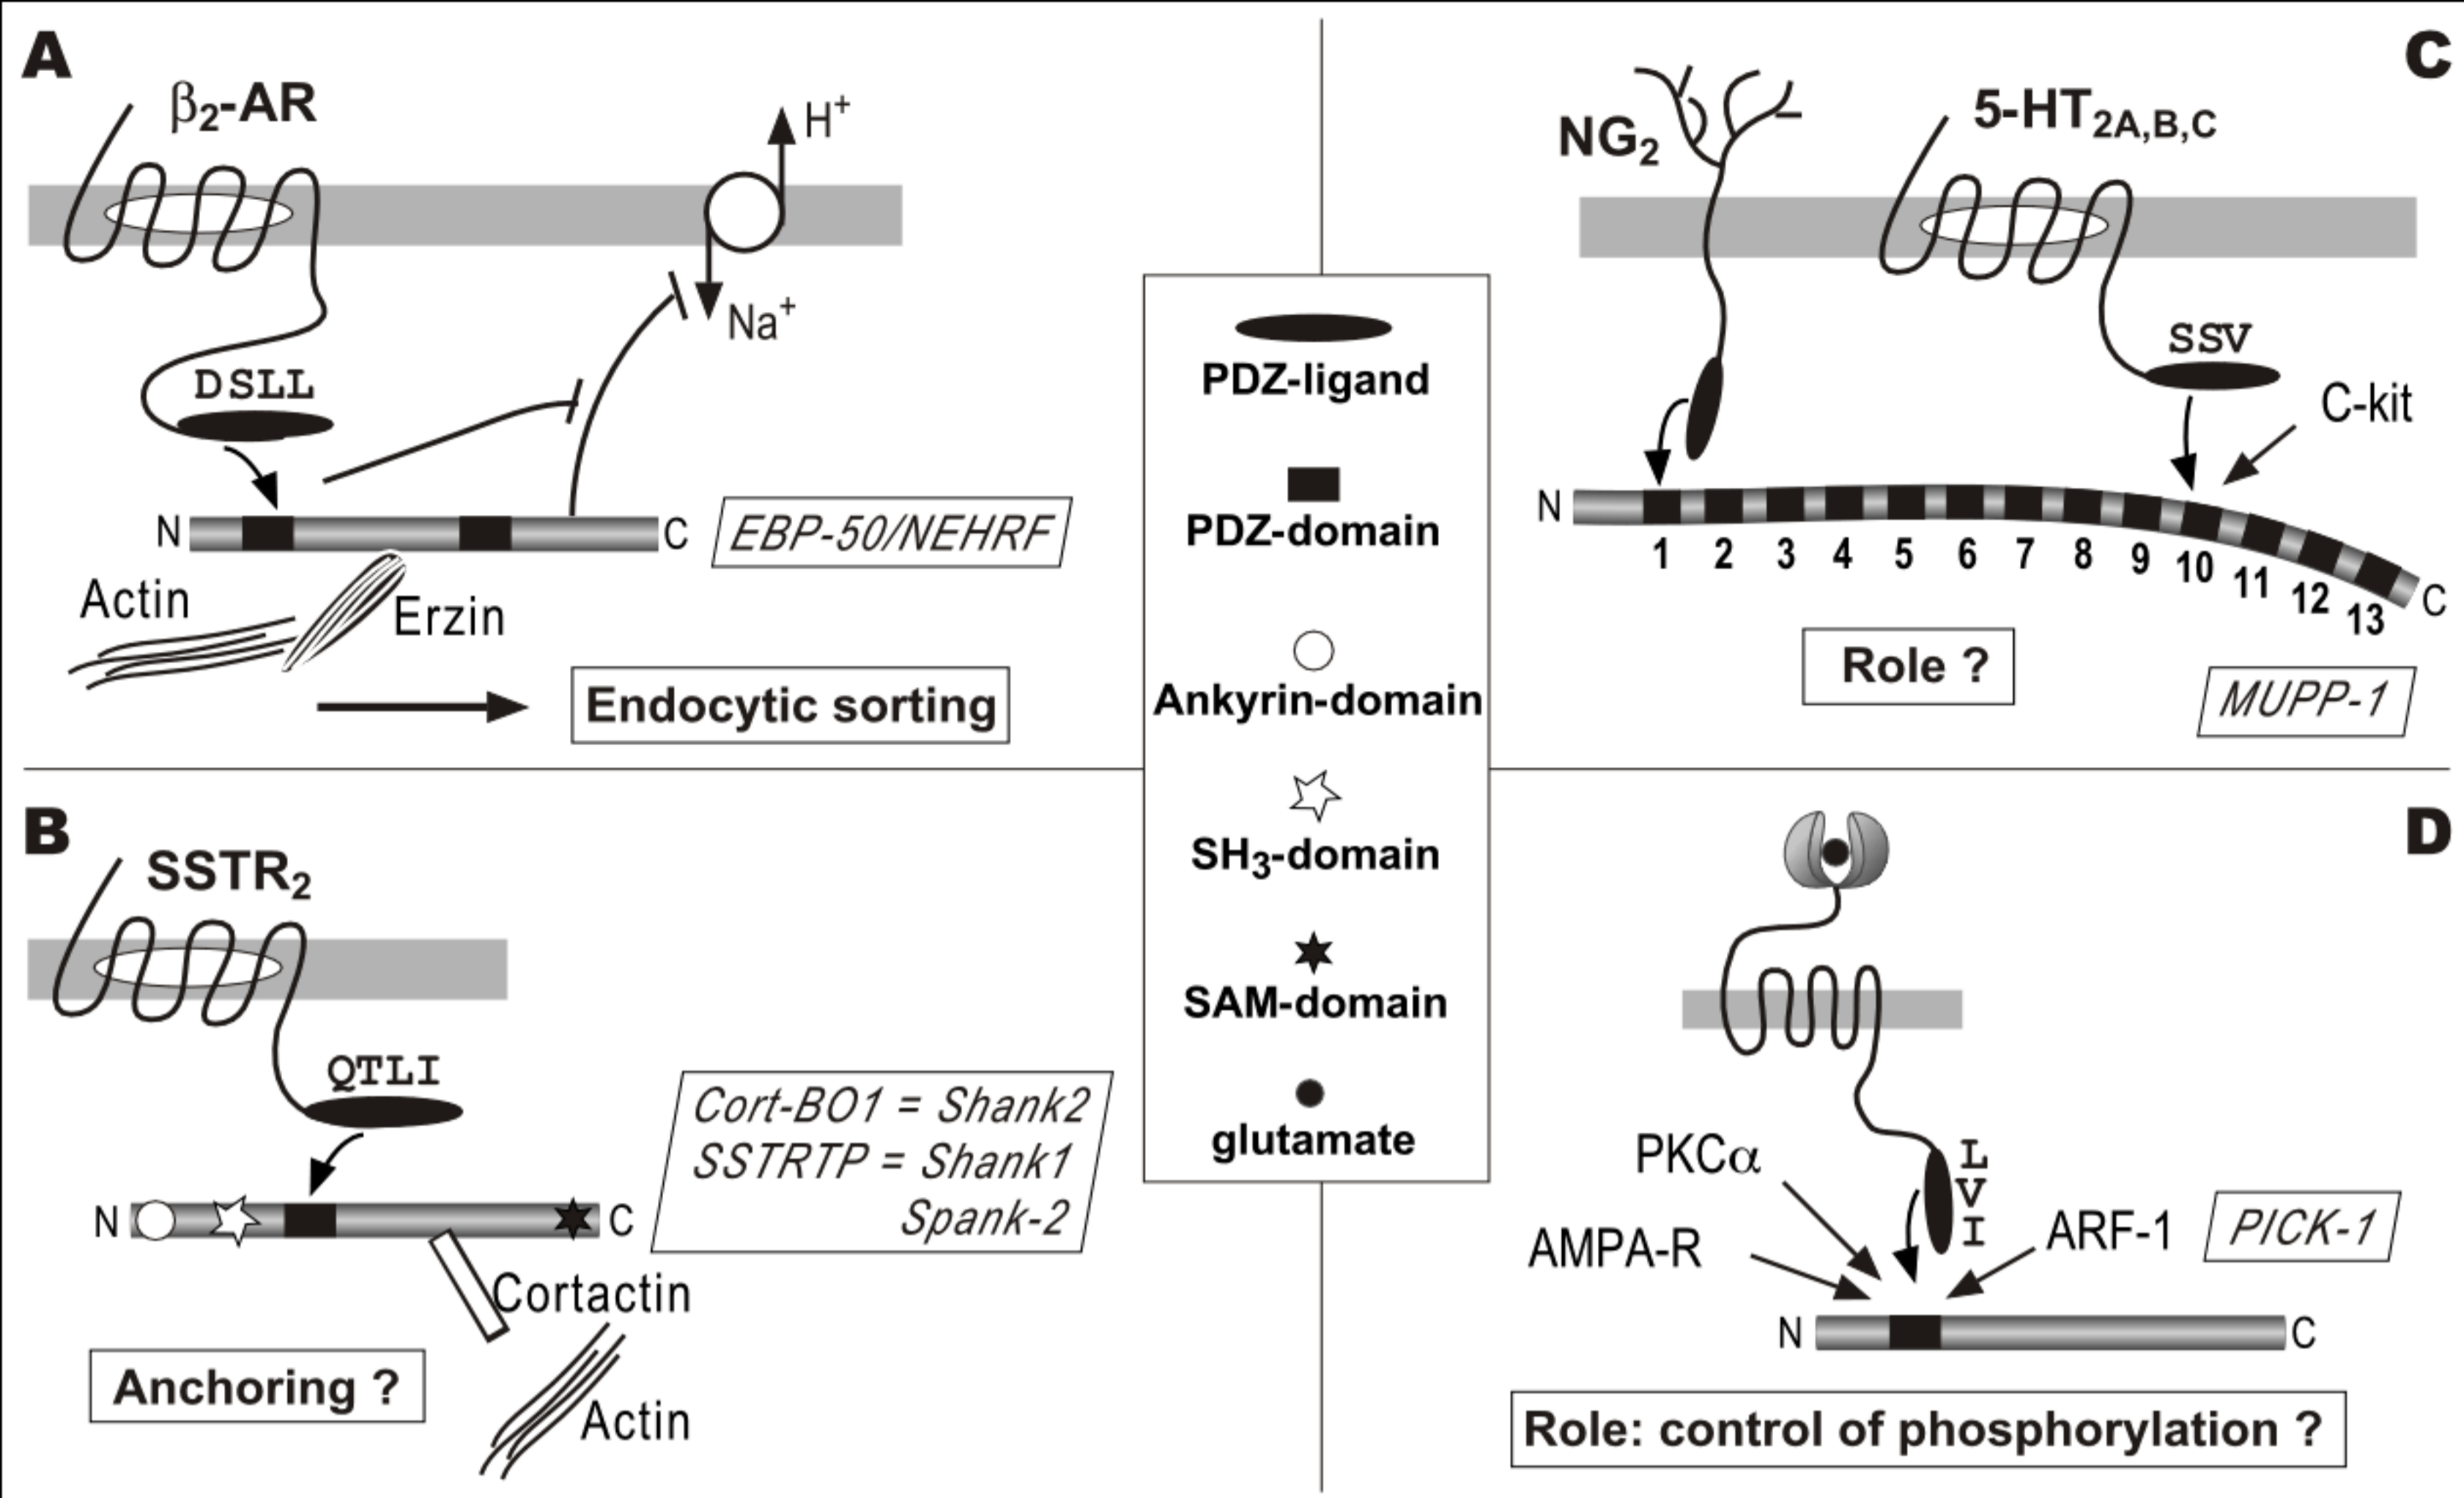 A
β2-AR
H+
Na+
DSLL
N
C
EBP-50/NEHRF
Actin
Erzin
Endocytic sorting
B
SSTR2
QTLI
N
C
Cort-BO1 = Shank2
SSTRTP = Shank1
Spank-2
Cortactin
Anchoring ?
Actin
PDZ-ligand
PDZ-domain
Ankyrin-domain
SH3-domain
SAM-domain
glutamate
C
NG2
5-HT2A,B,C
SSV
C-kit
N
1 2 3 4 5 6 7 8 9 10 11 12 13
C
Role ?
MUPP-1
D
PKCα
L
V
I
AMPA-R
ARF-1
PICK-1
N
C
Role: control of phosphorylation ?